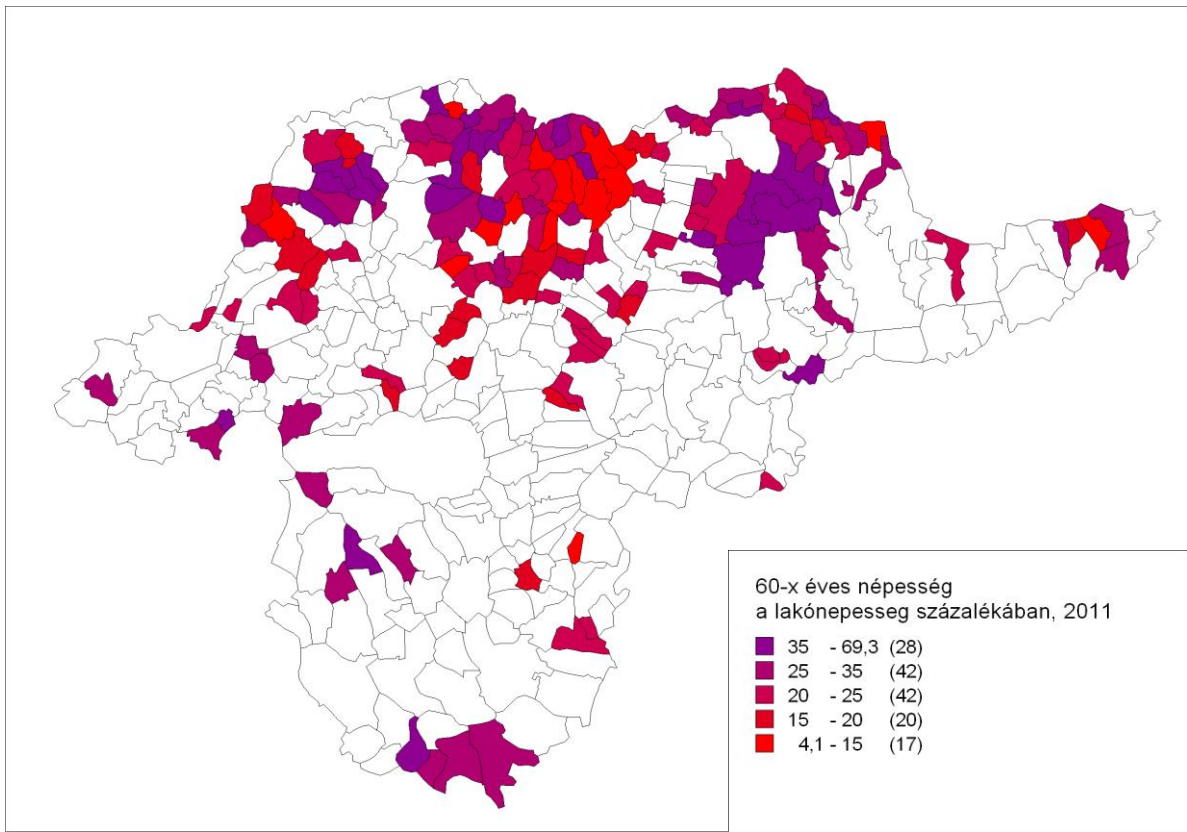 60-x éves népesség
a lakónepesseg százalékában, 2011
35 - 69,3 (28)
25 - 35 (42)
20 - 25 (42)
15 - 20 (20)
4,1 - 15 (17)